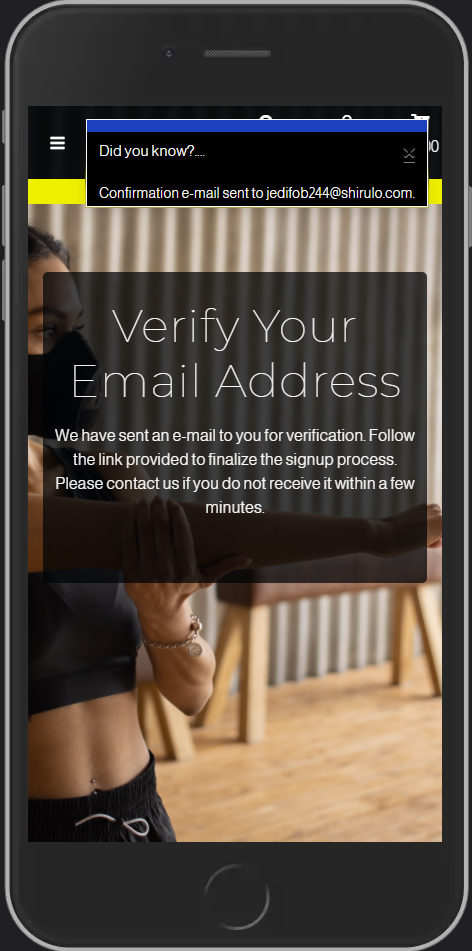 00
Did you know?....
Confirmation e-mail sent to jedifob244@shirulo.com.
Verify Your
Email Address
We have sent an e-mail to you for verification. Follow
the link provided to finalize the signup process.
Please contact us if you do not receive it within a few
minutes.